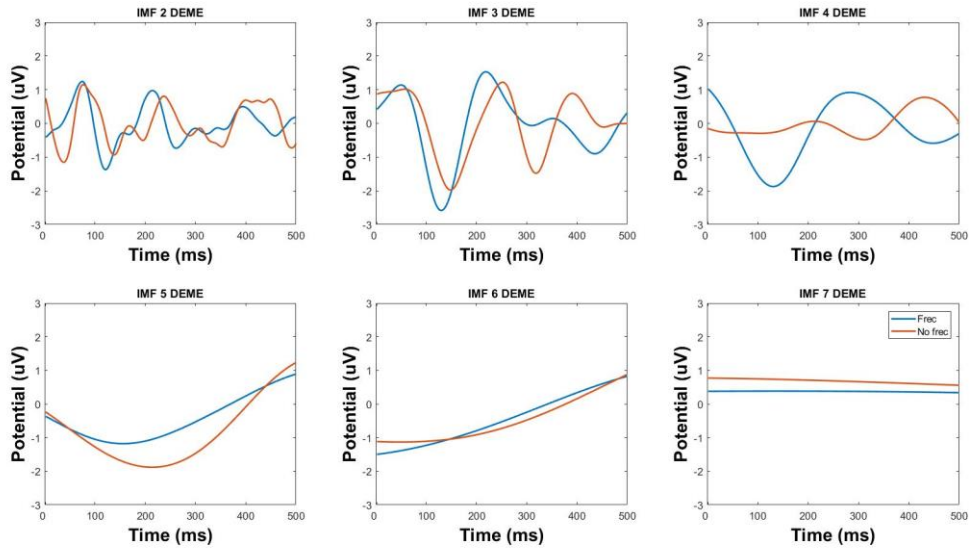 IMF 2 DEME
3
2
1
0
-1
-2
-3
Potential (uV)
0 100 200 300 400 500
Time (ms)
IMF 3 DEME
3
2
1
0
-1
-2
-3
Potential (uV)
0 100 200 300 400 500
Time (ms)
IMF 4 DEME
3
2
1
0
-1
-2
-3
Potential (uV)
0 100 200 300 400 500
Time (ms)
IMF 5 DEME
3
2
1
0
-1
-2
-3
Potential (uV)
0 100 200 300 400 500
Time (ms)
IMF 6 DEME
3
2
1
0
-1
-2
-3
Potential (uV)
0 100 200 300 400 500
Time (ms)
IMF 7 DEME
3
2
1
0
-1
-2
-3
Potential (uV)
Frec
No frec
0 100 200 300 400 500
Time (ms)